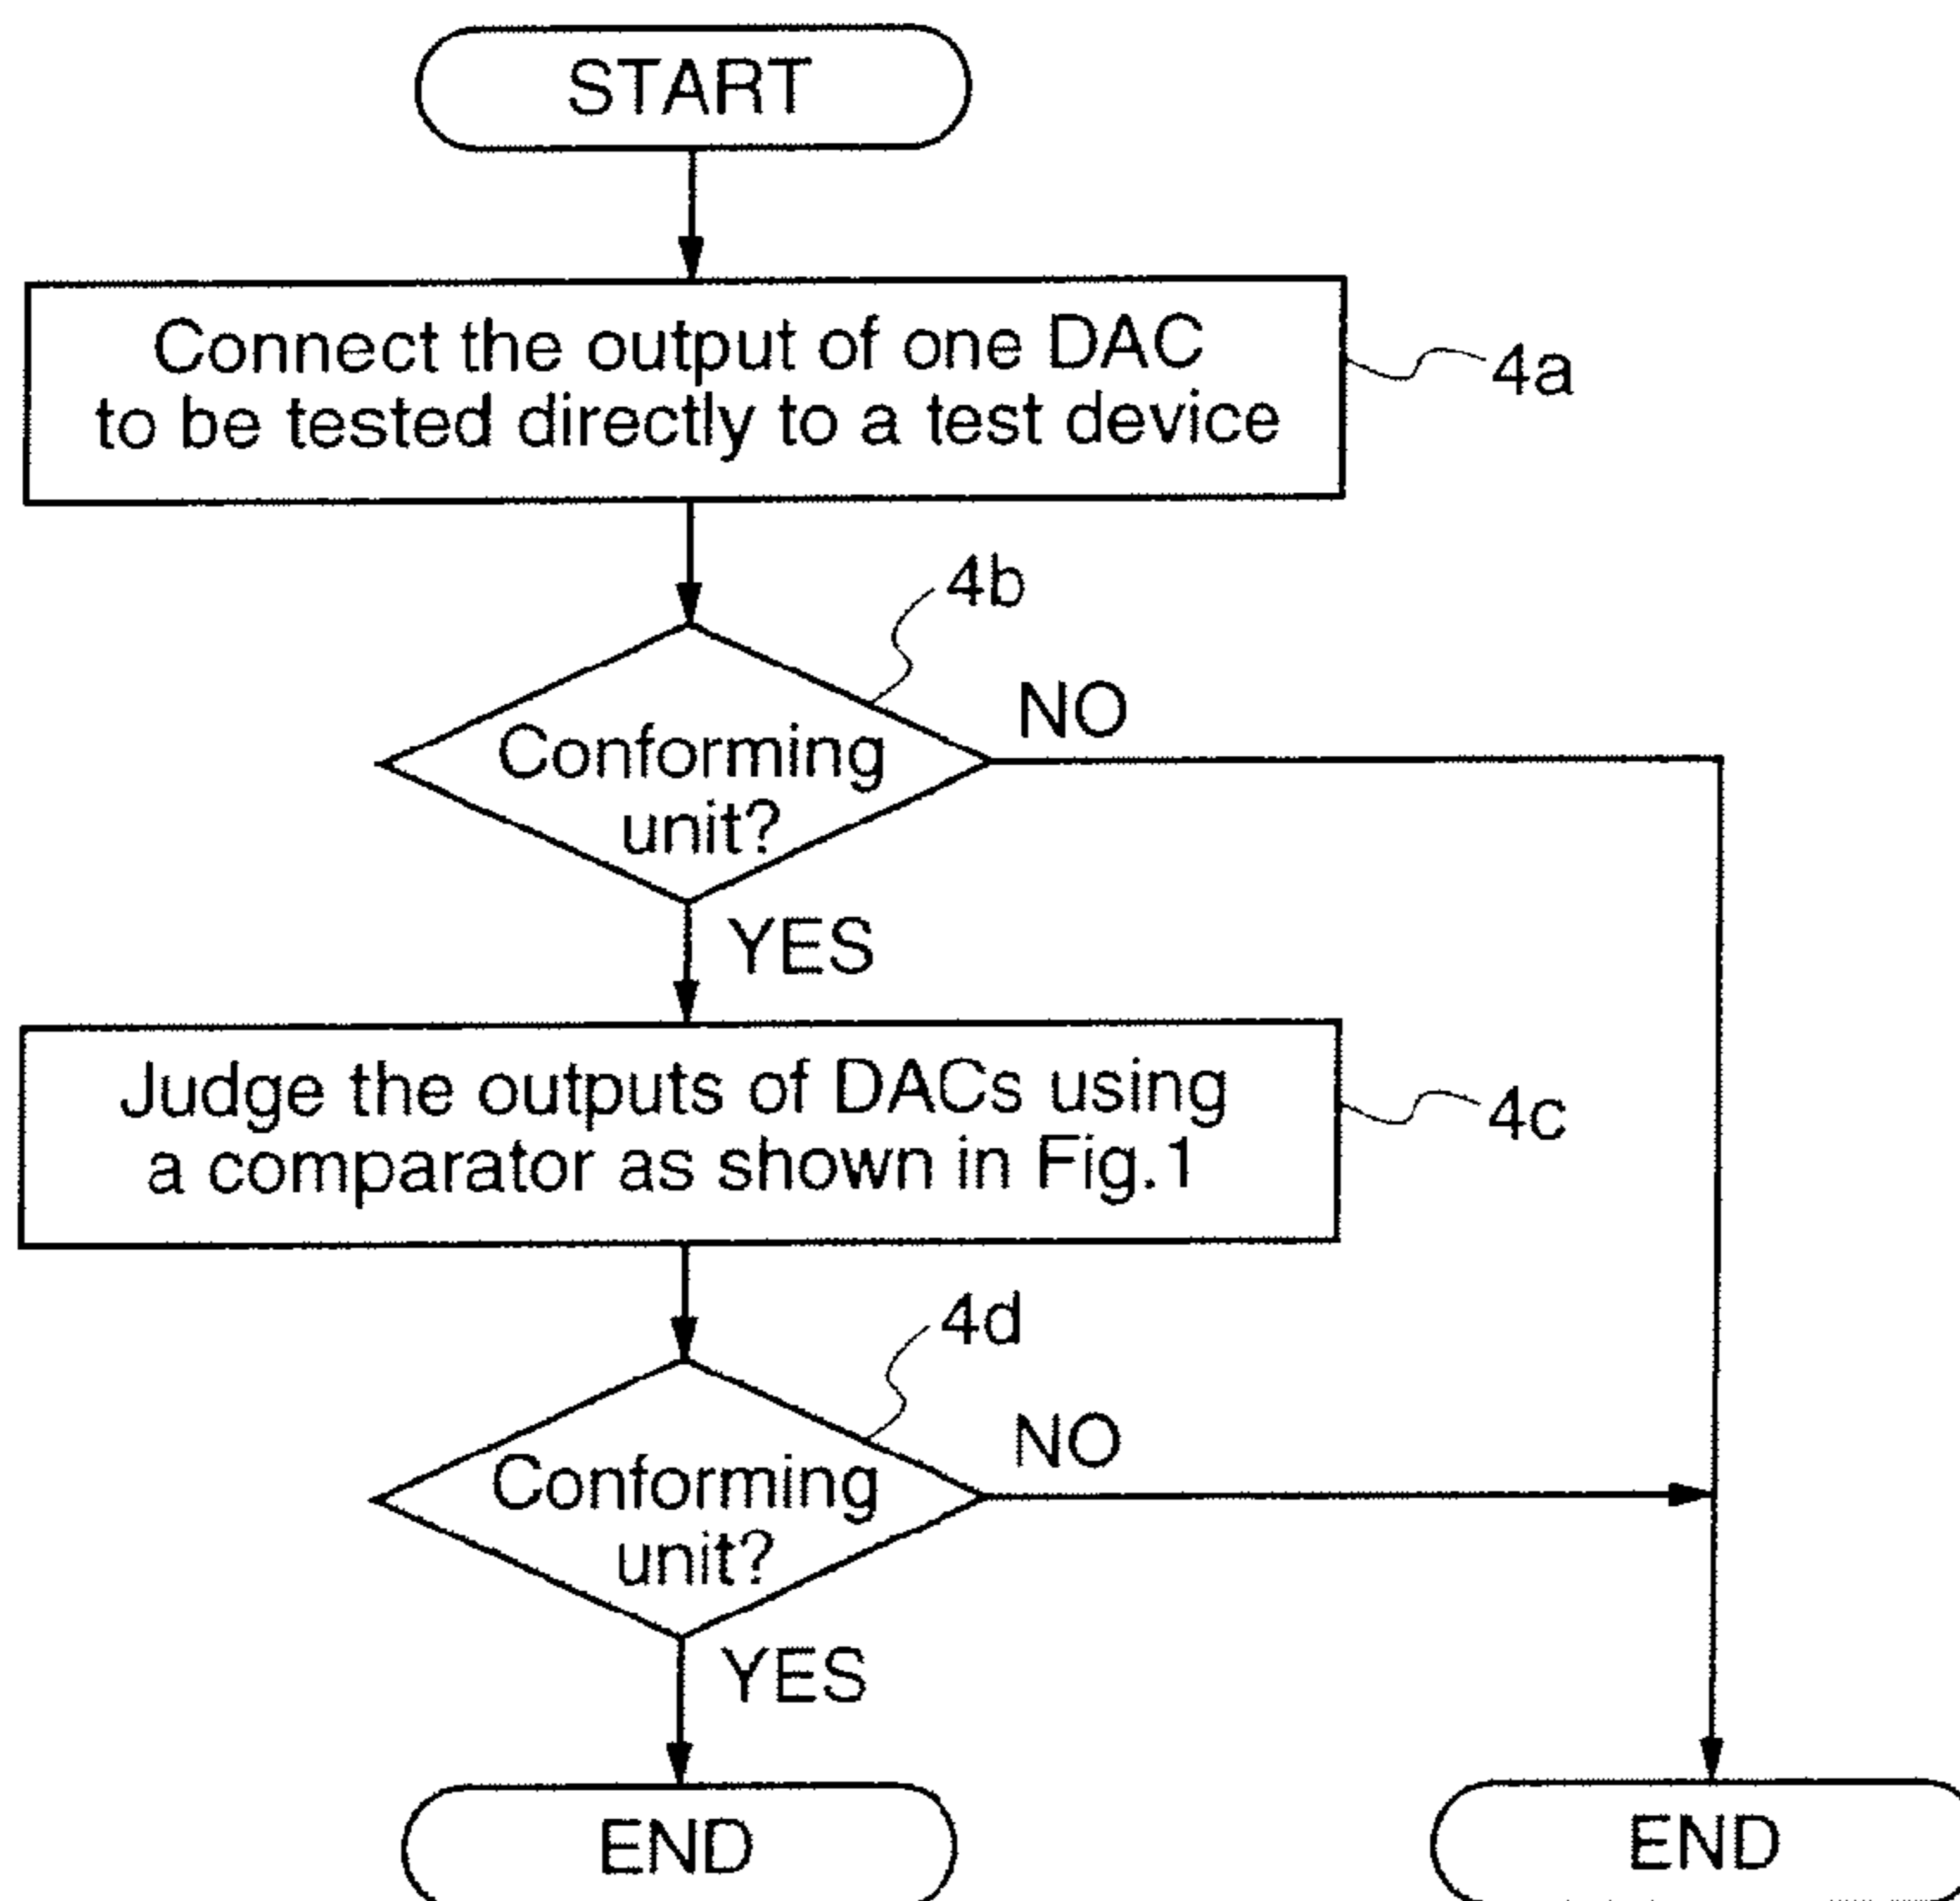 START
Connect the output of one DAC
to be tested directly to a test device
4a
4b
Conforming
unit?
NO
YES
Judge the outputs of DACs using
a comparator as shown in Fig.1
4c
4d
Conforming
unit?
NO
YES
END
END